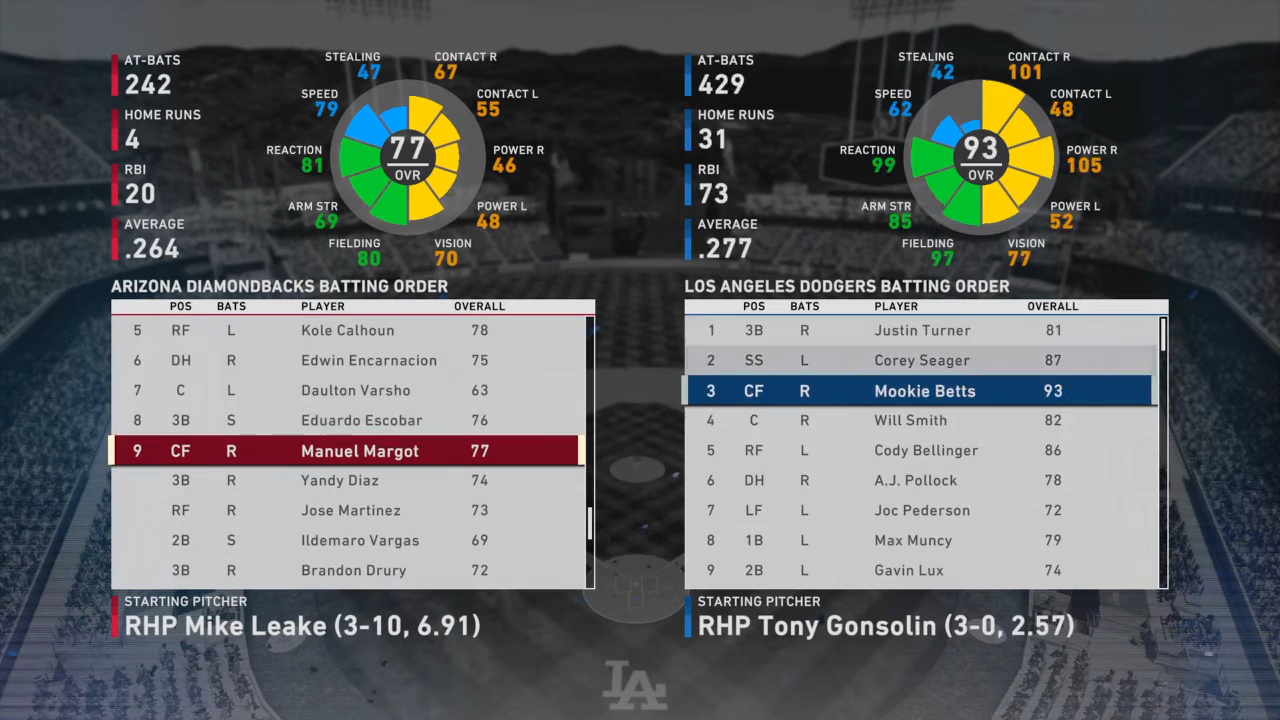 AT-BATS
242
HOME RUNS
4
RBI
20
AVERAGE
.264
STEALING
47
CONTACT R
67
SPEED
79
CONTACT L
55
REACTION
81
77
OVR
POWER R
46
ARM STR
69
POWER L
48
FIELDING
80
VISION
70
ARIZONA DIAMONDBACKS BATTING ORDER
POS BATS PLAYER OVERALL
5 RF L Kole Calhoun 78
6 DH R Edwin Encarnacion 75
7 C L Daulton Varsho 63
8 3B S Eduardo Escobar 76
9 CF R Manuel Margot 77
3B R Yandy Diaz 74
RF R Jose Martinez 73
2B S Ildemaro Vargas 69
3B R Brandon Drury 72
STARTING PITCHER
RHP Mike Leake (3-10, 6.91)
AT-BATS
429
HOME RUNS
31
RBI
73
AVERAGE
.277
STEALING
42
CONTACT R
101
SPEED
62
CONTACT L
48
REACTION
99
93
OVR
POWER R
105
ARM STR
85
POWER L
52
FIELDING
97
VISION
77
LOS ANGELES DODGERS BATTING ORDER
POS BATS PLAYER OVERALL
1 3B R Justin Turner 81
2 SS L Corey Seager 87
3 CF R Mookie Betts 93
4 C R Will Smith 82
5 RF L Cody Bellinger 86
6 DH R A.J. Pollock 78
7 LF L Joc Pederson 72
8 1B L Max Muncy 79
9 2B L Gavin Lux 74
STARTING PITCHER
RHP Tony Gonsolin (3-0, 2.57)
LA